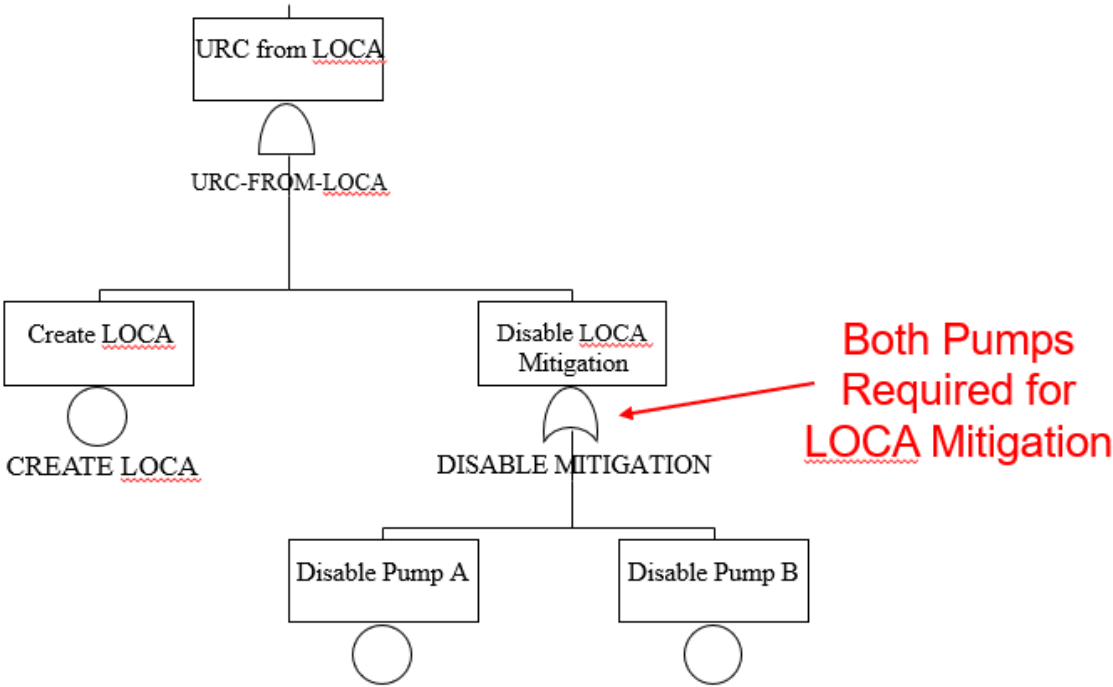 URC from LOCA
URC-FROM-LOCA
Create LOCA
CREATE LOCA
Disable LOCA
Mitigation
DISABLE MITIGATION
Both Pumps
Required for
LOCA Mitigation
Disable Pump A
Disable Pump B